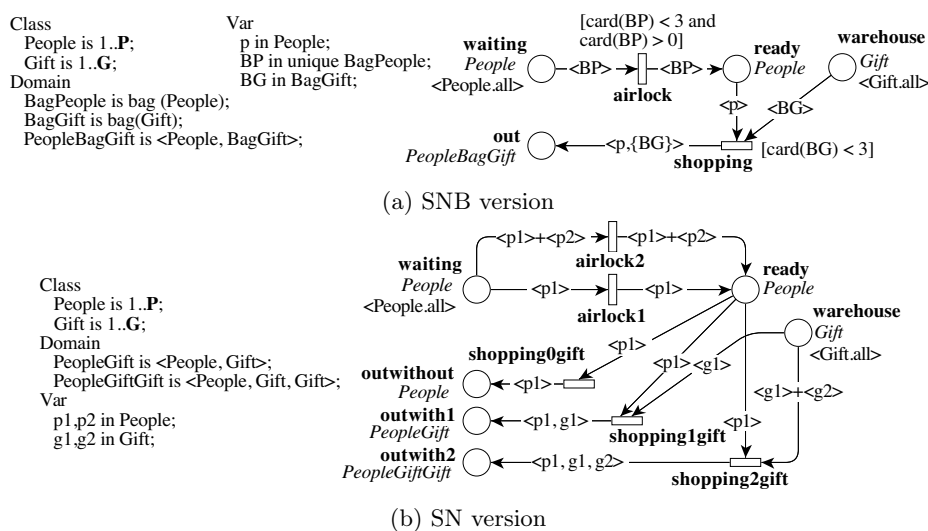 Class
People is 1..P;
Gift is 1..G;
Domain
BagPeople is bag (People);
BagGift is bag(Gift);
PeopleBagGift is <People, BagGift>;
Var
p in People;
BP in unique BagPeople;
BG in BagGift;
[card(BP) < 3 and
card(BP) > 0]
waiting
People
<People.all>
<BP>
airlock
<BP>
ready
People
warehouse
Gift
<Gift.all>
<p>
<BG>
out
PeopleBagGift
<p,{BG}>
shopping
[card(BG) < 3]
(a) SNB version
Class
People is 1..P;
Gift is 1..G;
Domain
PeopleGift is <People, Gift>;
PeopleGiftGift is <People, Gift, Gift>;
Var
p1,p2 in People;
g1,g2 in Gift;
<p1>+<p2>
<p1>+<p2>
airlock2
waiting
People
<People.all>
<p1>
<p1>
airlock1
ready
People
warehouse
Gift
<Gift.all>
<p1>
<p1>
<g1>
<g1>+<g2>
shopping0gift
outwithout
People
<p1>
outwith1
PeopleGift
<p1, g1>
shopping1gift
<p1>
outwith2
PeopleGiftGift
<p1, g1, g2>
shopping2gift
(b) SN version